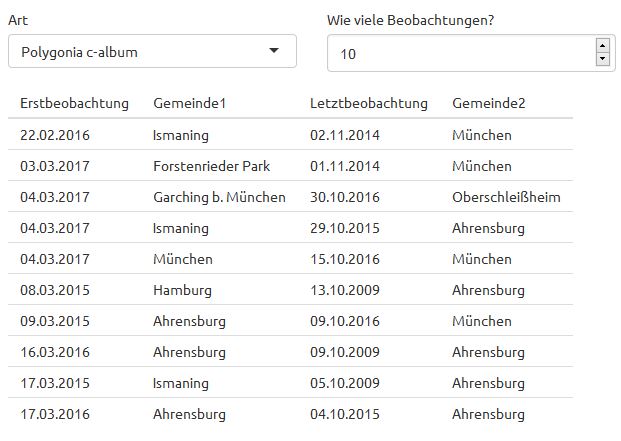 Art Wie viele Beobachtungen?
Polygonia c-album 10
Erstbeobachtung Gemeinde1 Letztbeobachtung Gemeinde2
22.02.2016 Ismaning 02.11.2014 München
03.03.2017 Forstenrieder Park 01.11.2014 München
04.03.2017 Garching b. München 30.10.2016 Oberschleißheim
04.03.2017 Ismaning 29.10.2015 Ahrensburg
04.03.2017 München 15.10.2016 München
08.03.2015 Hamburg 13.10.2009 Ahrensburg
09.03.2015 Ahrensburg 09.10.2016 München
16.03.2016 Ahrensburg 09.10.2009 Ahrensburg
17.03.2015 Ismaning 05.10.2009 Ahrensburg
17.03.2016 Ahrensburg 04.10.2015 Ahrensburg